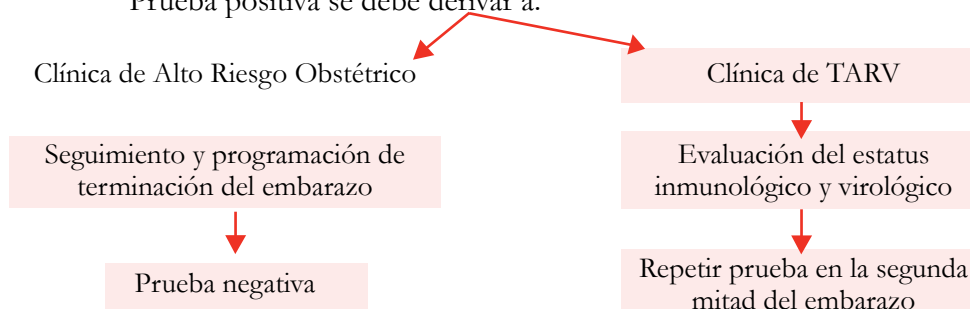 Prueba positiva se debe derivar a:
Clínica de Alto Riesgo Obstétrico
Clínica de TARV
Seguimiento y programación de
terminación del embarazo
Evaluación del estatus
inmunológico y virológico
Prueba negativa
Repetir prueba en la segunda
mitad del embarazo